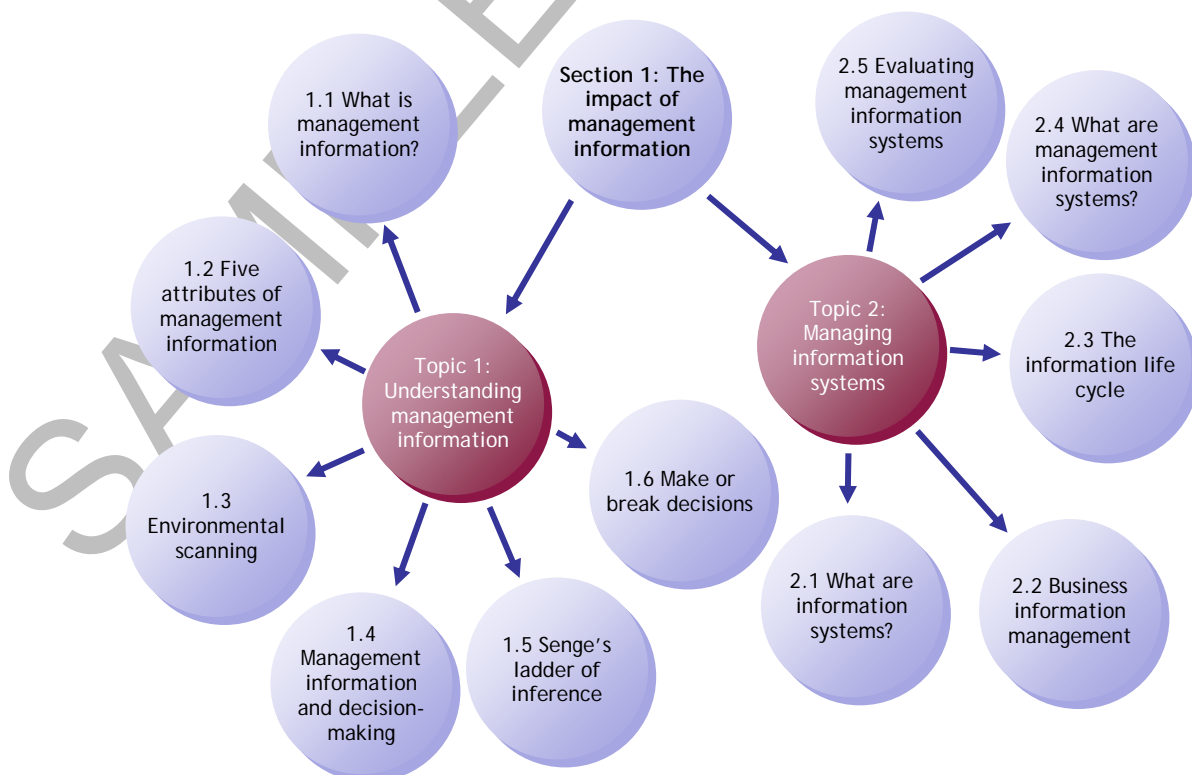 Section 1: The
impact of
management
information
1.1 What is
management
information?
1.2 Five
attributes of
management
information
Topic 1:
Understanding
management
information
1.3
Environmental
scanning
1.4
Management
information
and decision-
making
1.5 Senge's
ladder of
inference
1.6 Make or
break decisions
Topic 2:
Managing
information
systems
2.1 What are
information
systems?
2.2 Business
information
management
2.3 The
information life
cycle
2.4 What are
management
information
systems?
2.5 Evaluating
management
information
systems
SAMPLE